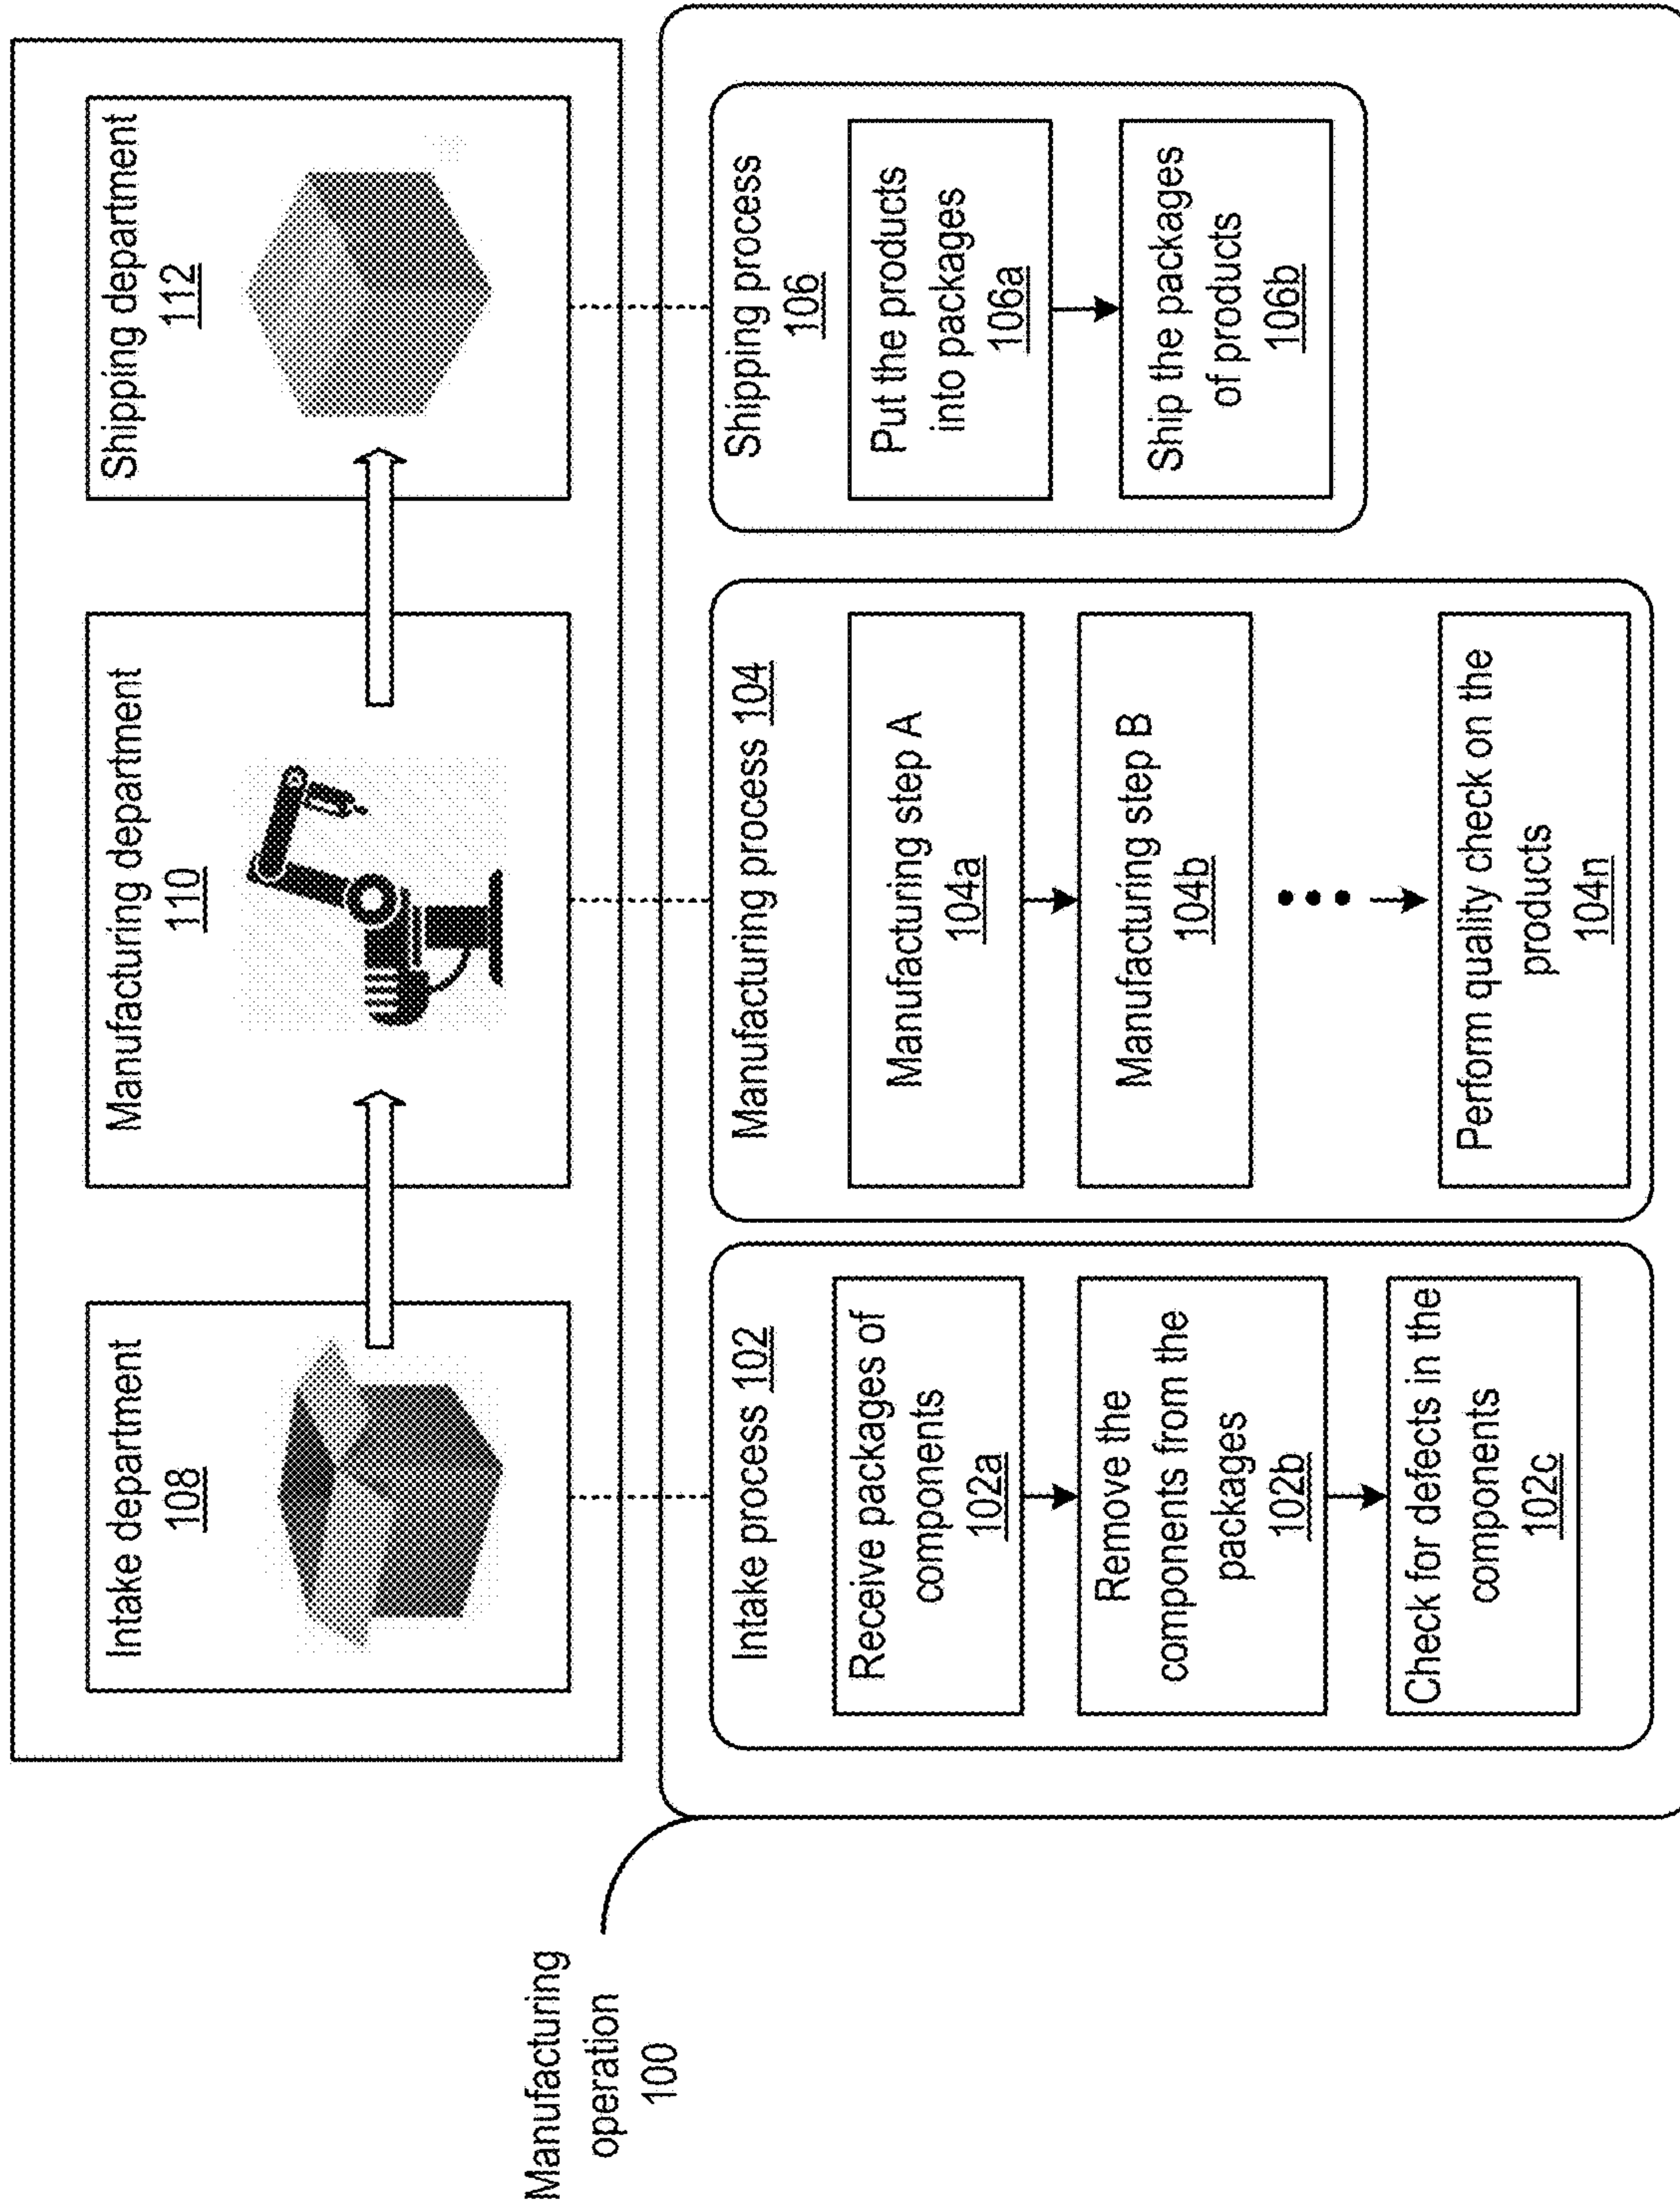 Intake department
108
Manufacturing department
110
Shipping department
112
Manufacturing
operation
100
Intake process 102
Receive packages of
components
102a
Remove the
components from the
packages
102b
Check for defects in the
components
102c
Manufacturing process 104
Manufacturing step A
104a
Manufacturing step B
104b
Perform quality check on the
products
104n
Shipping process
106
Put the products
into packages
106a
Ship the packages
of products
106b